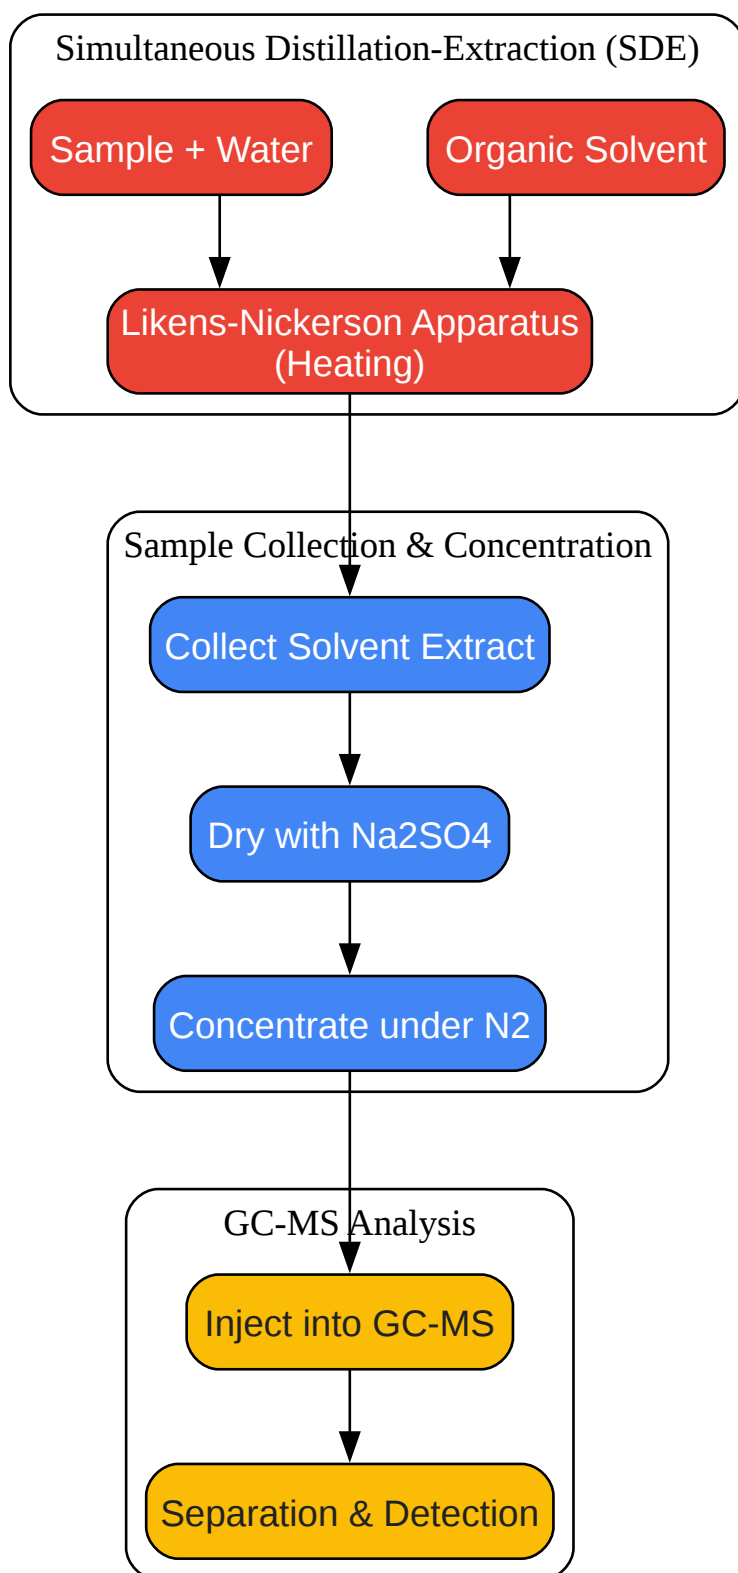 Simultaneous Distillation-Extraction (SDE)
Sample + Water
Organic Solvent
Likens-Nickerson Apparatus
(Heating)
Sample Collection & Concentration
Collect Solvent Extract
Dry with Na2SO4
Concentrate under N2
GC-MS Analysis
Inject into GC-MS
Separation & Detection